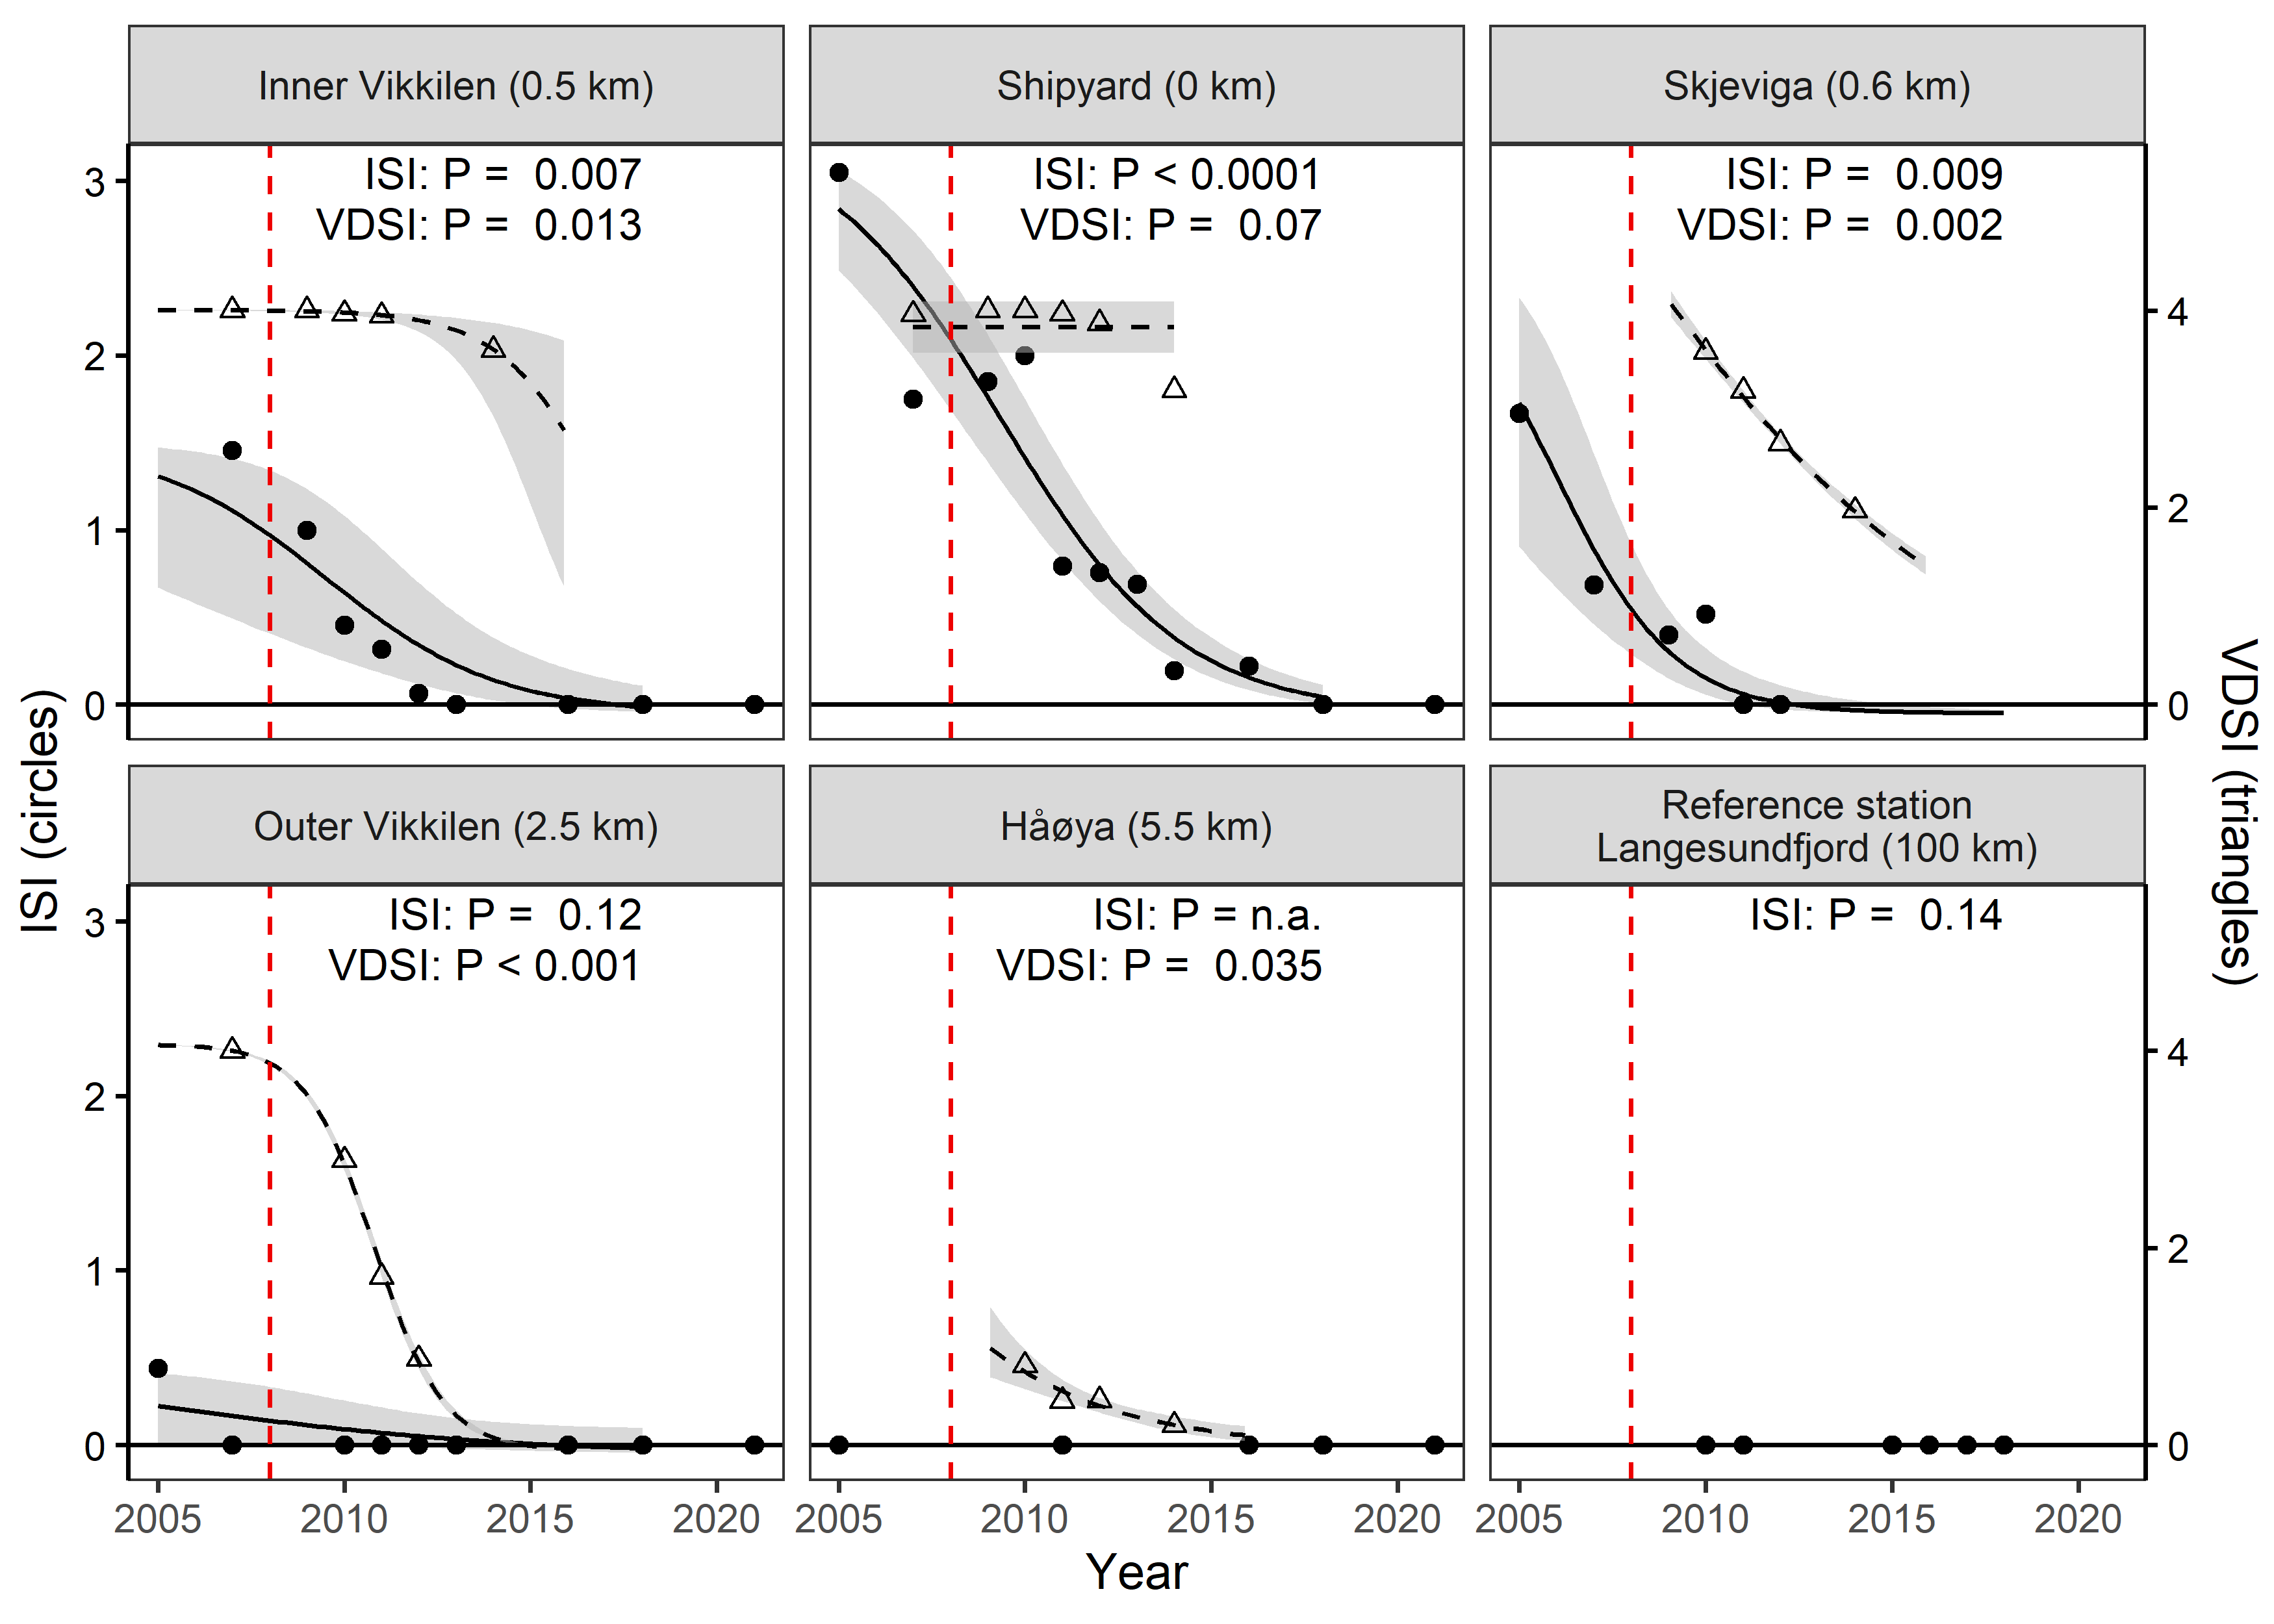 Inner Vikkilen (0.5 km)
Shipyard (0 km)
Skjeviga (0.6 km)
ISI: P = 0.007
VDSI: P = 0.013
ISI: P < 0.0001
VDSI: P = 0.07
ISI: P = 0.009
VDSI: P = 0.002
3
2
1
0
4
2
0
Outer Vikkilen (2.5 km)
Håøya (5.5 km)
Reference station
Langesundfjord (100 km)
ISI: P = 0.12
VDSI: P < 0.001
ISI: P = n.a.
VDSI: P = 0.035
ISI: P = 0.14
3
2
1
0
4
2
0
2005 2010 2015 2020
2005 2010 2015 2020
2005 2010 2015 2020
Year
ISI (circles)
VDSI (triangles)